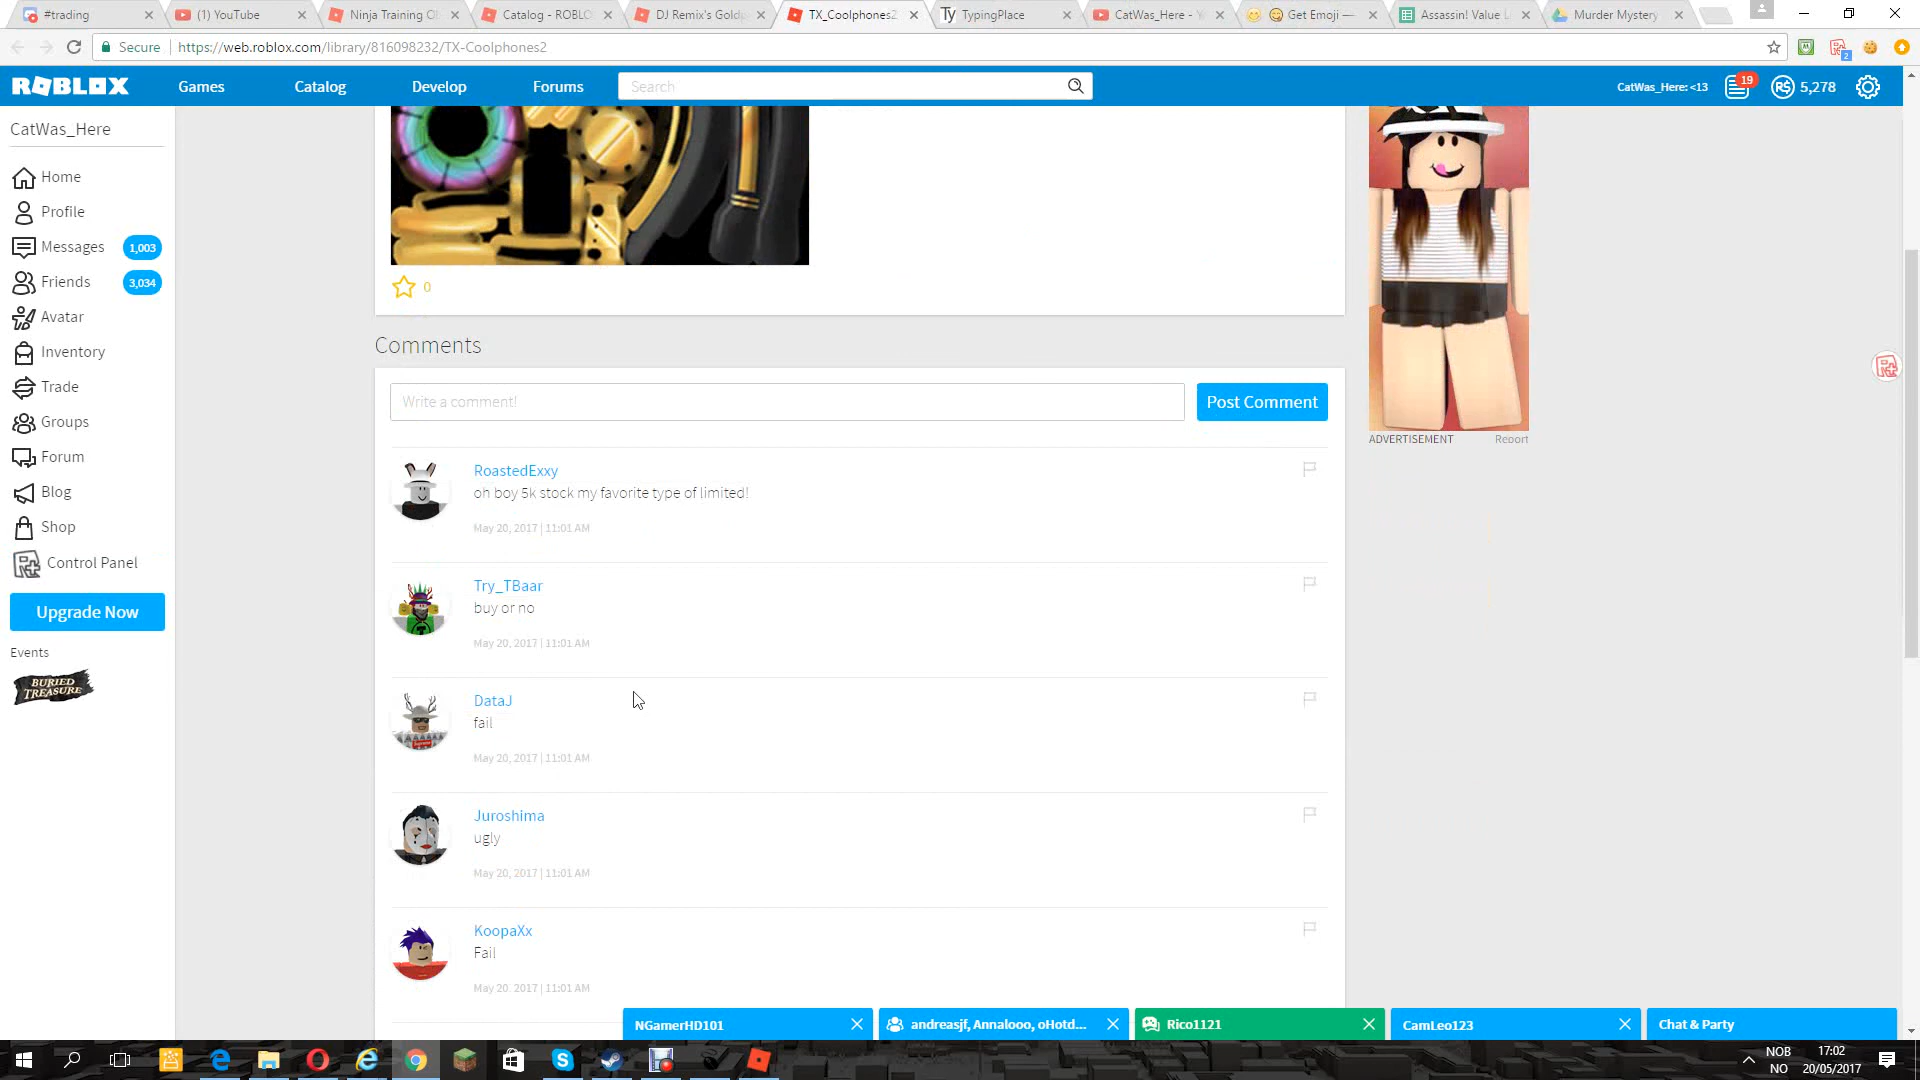 #trading
(1) YouTube
Ninja Training O
Catalog - ROBLO
DJ Remix's Goldp
TX_Coolphones2
Ty TypingPlace
CatWas_Here - Y
Get Emoji —
Assassin! Value L
Murder Mystery
Secure
https://web.roblox.com/library/816098232/TX-Coolphones2
2
ROBLOX
Games
Catalog
Develop
Forums
Search
CatWas_Here: <13
19
R$ 5,278
CatWas_Here
Home
Profile
Messages 1,003
Friends 3,034
Avatar
Inventory
Trade
Groups
Forum
Blog
Shop
Control Panel
Upgrade Now
Events
BURIED
TREASURE
0
Comments
Write a comment!
Post Comment
RoastedExxy
oh boy 5k stock my favorite type of limited!
May 20, 2017 | 11:01 AM
Try_TBaar
buy or no
May 20, 2017 | 11:01 AM
DataJ
fail
May 20, 2017 | 11:01 AM
Juroshima
ugly
May 20, 2017 | 11:01 AM
KoopaXx
Fail
May 20, 2017 | 11:01 AM
ADVERTISEMENT
Report
NGamerHD101
andreasjf, Annalooo, oHotd...
Rico1121
CamLeo123
Chat & Party
NOB
NO
17:02
20/05/2017